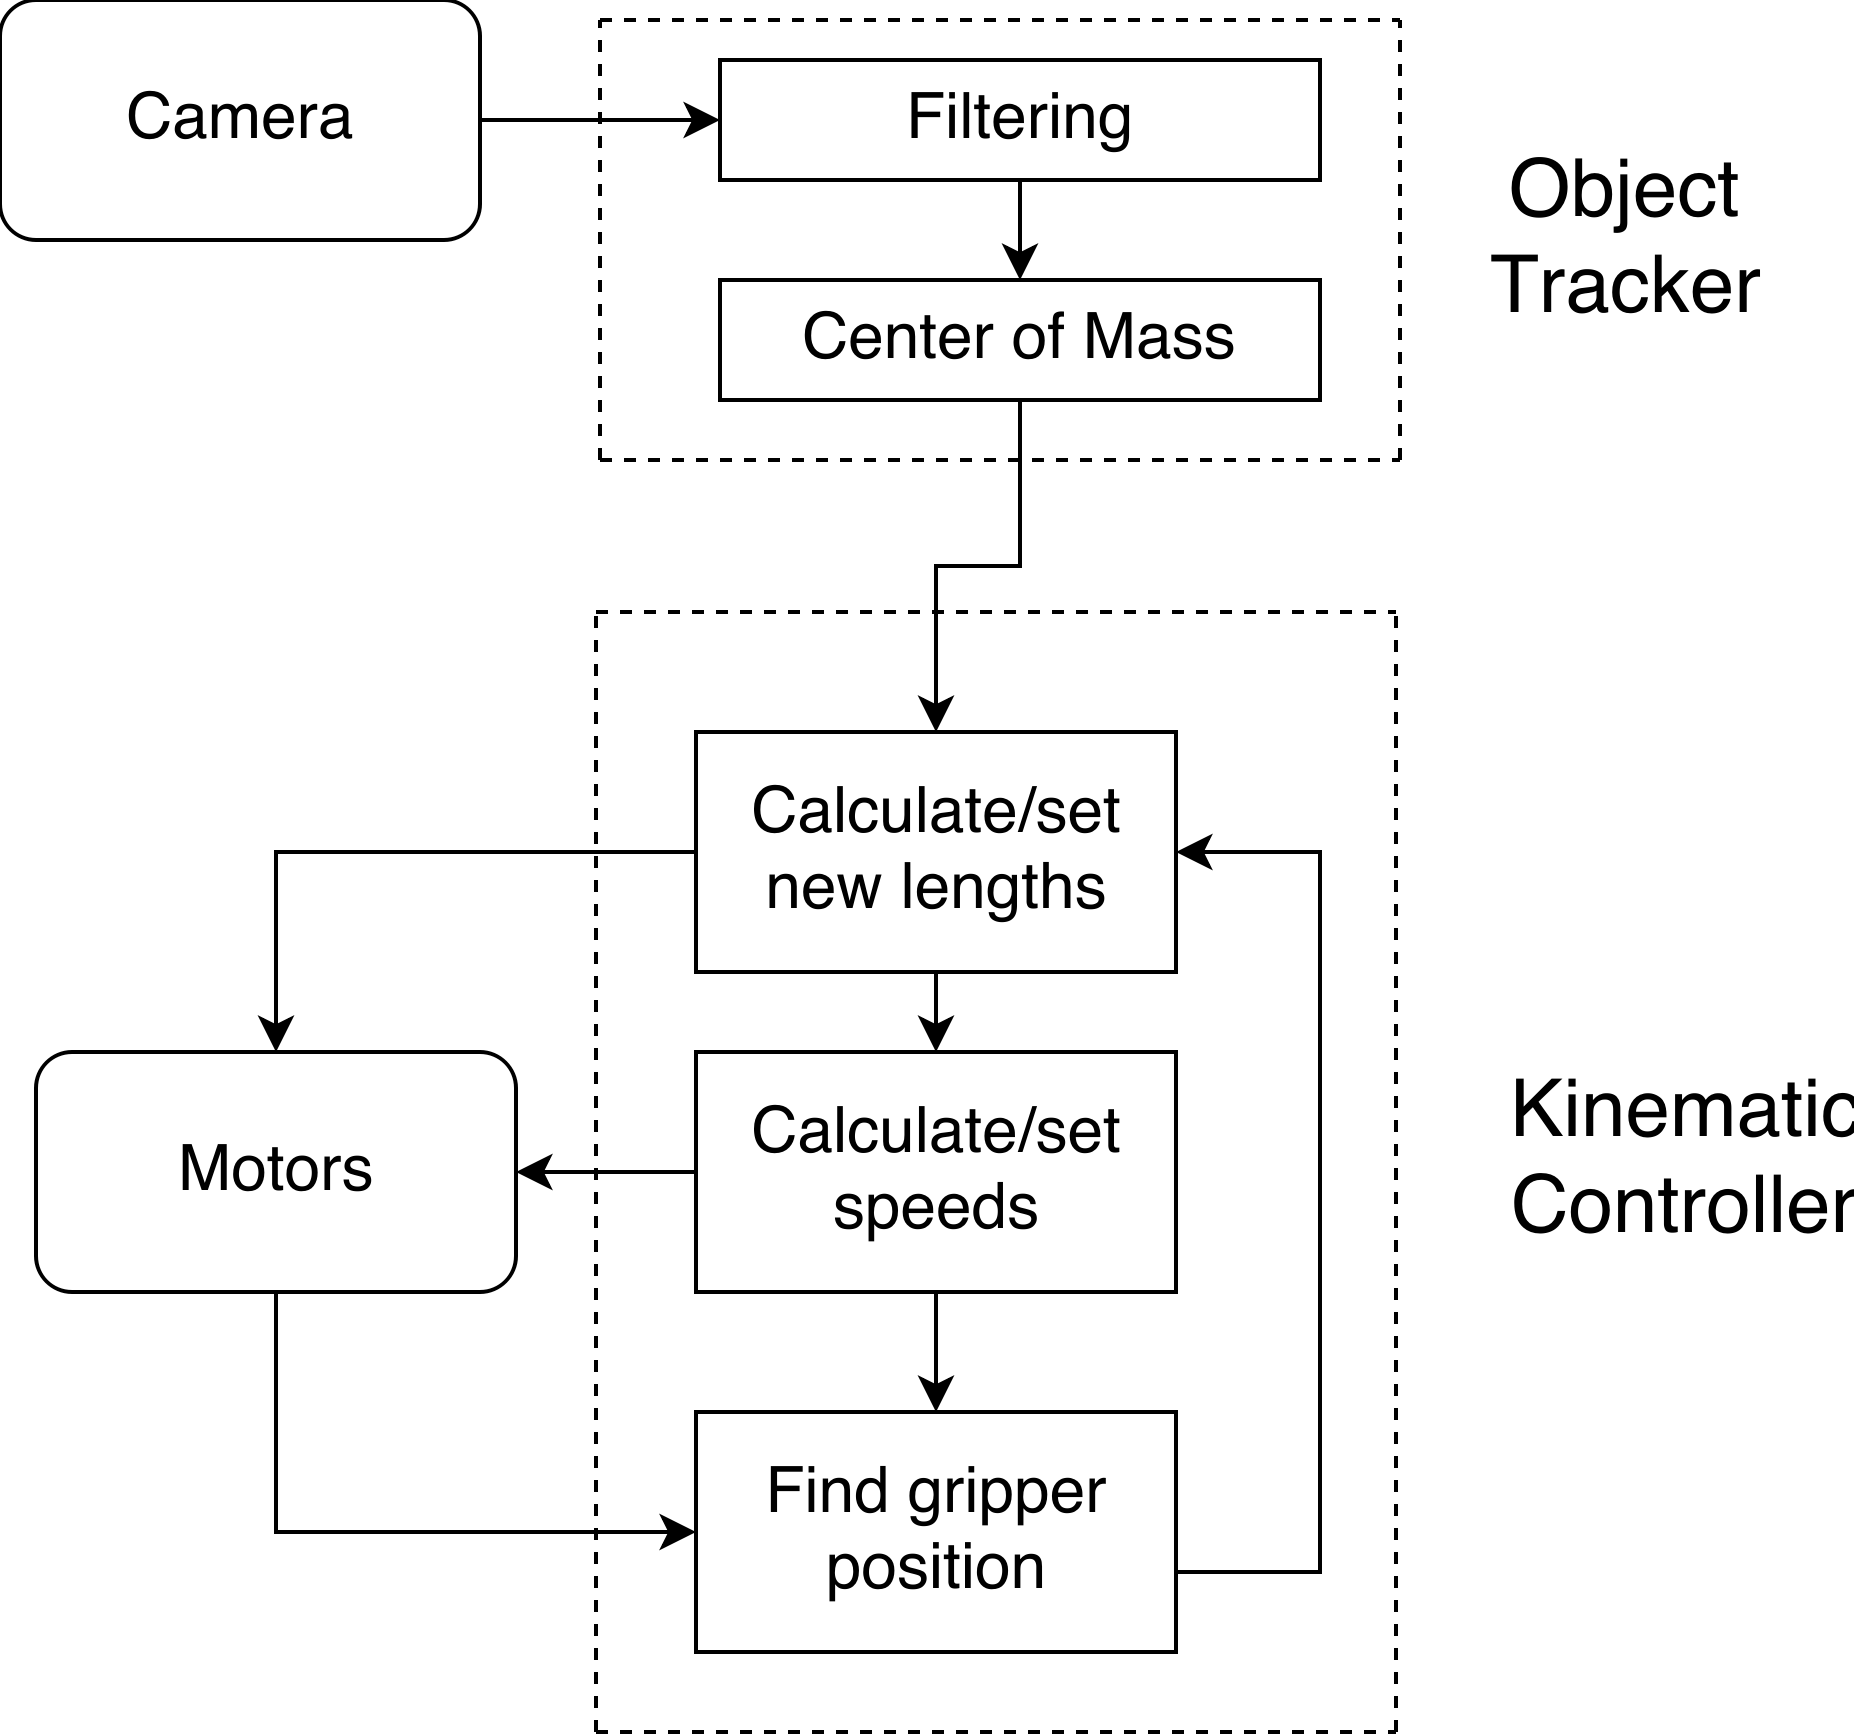 Camera
Filtering
Object
Tracker
Center of Mass
Calculate/set
new lengths
Calculate/set
speeds
Motors
Kinematic
Controller
Find gripper
position